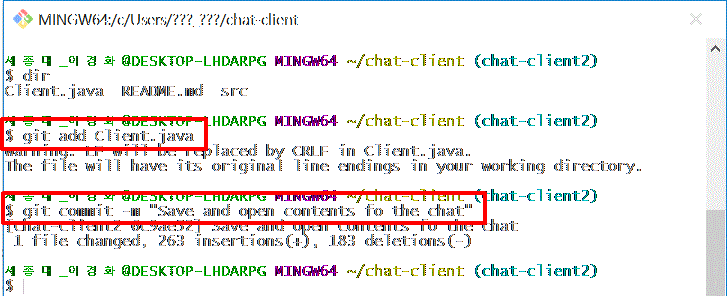 MINGW64:/c/Users/???_???/chat-client
세종대_이경화@DESKTOP-LHDARPG MINGW64 ~/chat-client (chat-client2)
$ dir
Client.java README.md src
세종대_이경화@DESKTOP-LHDARPG MINGW64 ~/chat-client (chat-client2)
$ git add Client.java
warning: LF will be replaced by CRLF in Client.java.
The file will have its original line endings in your working directory.
세종대_이경화@DESKTOP-LHDARPG MINGW64 ~/chat-client (chat-client2)
$ git commit -m "Save and open contents fo the chat"
[chat-client2 0c9ae52] Save and open contents fo the chat
1 file changed, 263 insertions(+), 183 deletions(-)
세종대_이경화@DESKTOP-LHDARPG MINGW64 ~/chat-client (chat-client2)
$